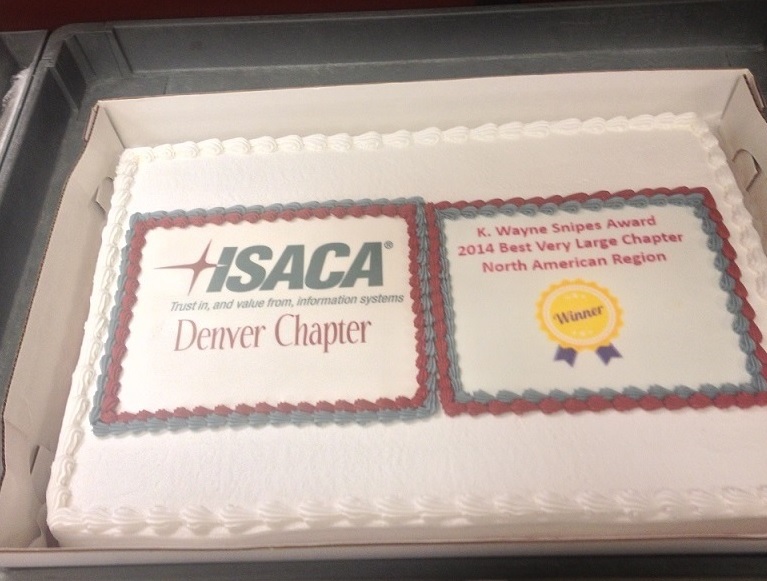 ISACA®
Trust in, and value from, information systems
Denver Chapter
K. Wayne Snipes Award
2014 Best Very Large Chapter
North American Region
Winner